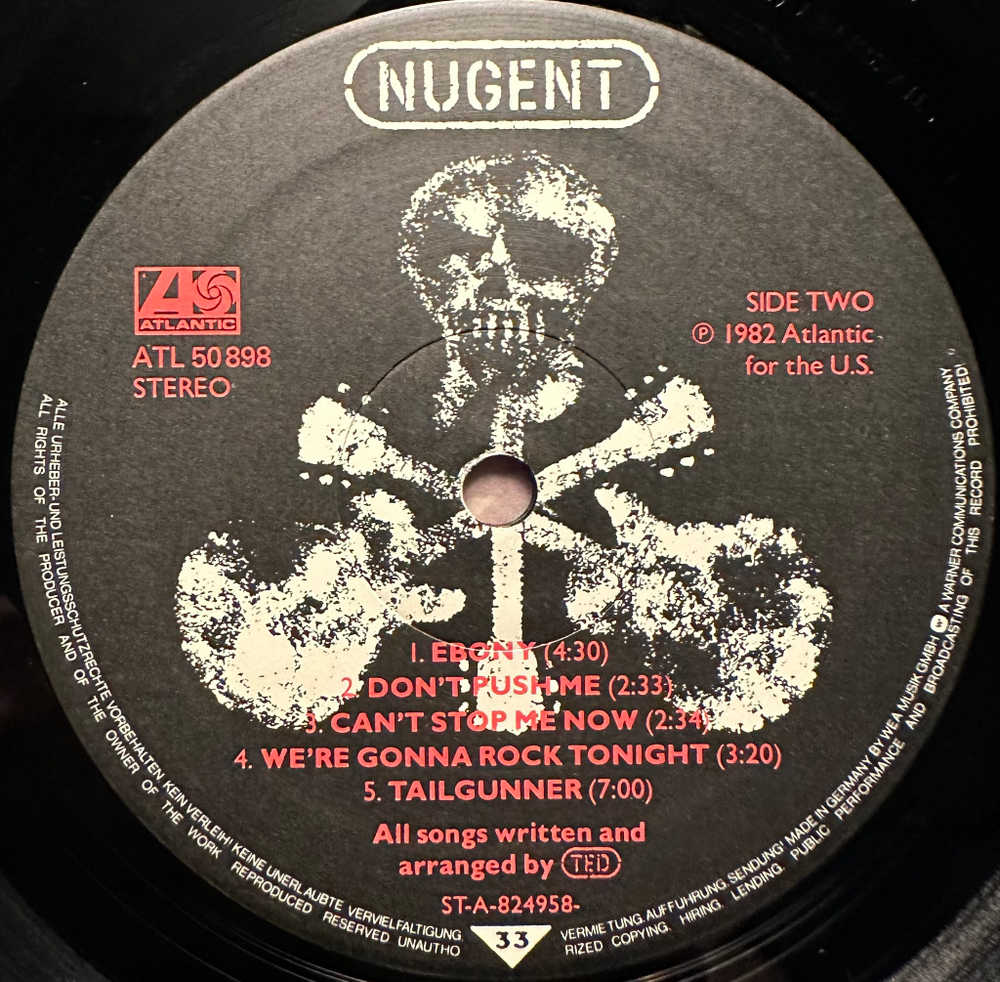 NUGENT
ATLANTIC
ATL 50 898
STEREO
SIDE TWO
℗ 1982 Atlantic
for the U.S.
1. EBONY (4:30)
2. DON'T PUSH ME (2:33)
3. CAN'T STOP ME NOW (2:34)
4. WE'RE GONNA ROCK TONIGHT (3:20)
5. TAILGUNNER (7:00)
All songs written and
arranged by TED
ST-A-824958-
33
ALLE URHEBER- UND LEISTUNGSSCHUTZRECHTE VORBEHALTEN KEIN VERLEIH! KEINE UNERLAUBTE VERVIELFÄLTIGUNG
VERMIETUNG. AUFFUHRUNG. SENDUNG! MADE IN GERMANY BY WEA MUSIK GMBH A WARNER COMMUNICATIONS COMPANY
ALL RIGHTS OF THE PRODUCER AND OF THE OWNER OF THE WORK REPRODUCED RESERVED UNAUTHO
RIZED COPYING. HIRING. LENDING. PUBLIC PERFORMANCE AND BROADCASTING OF THIS RECORD PROHIBITED!